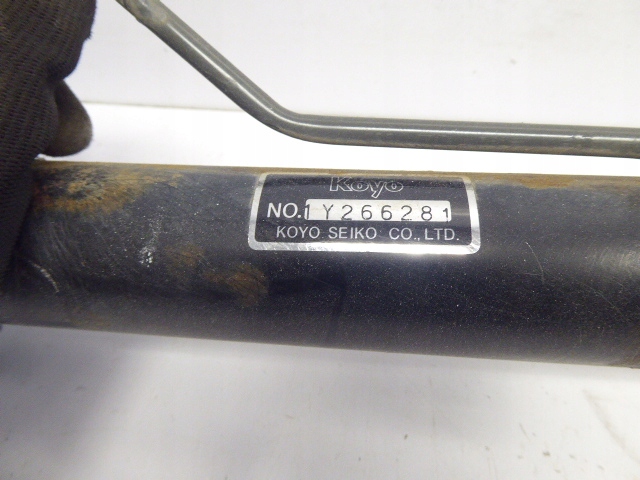 Koyo
NO. 1Y266281
KOYO SEIKO CO., LTD.